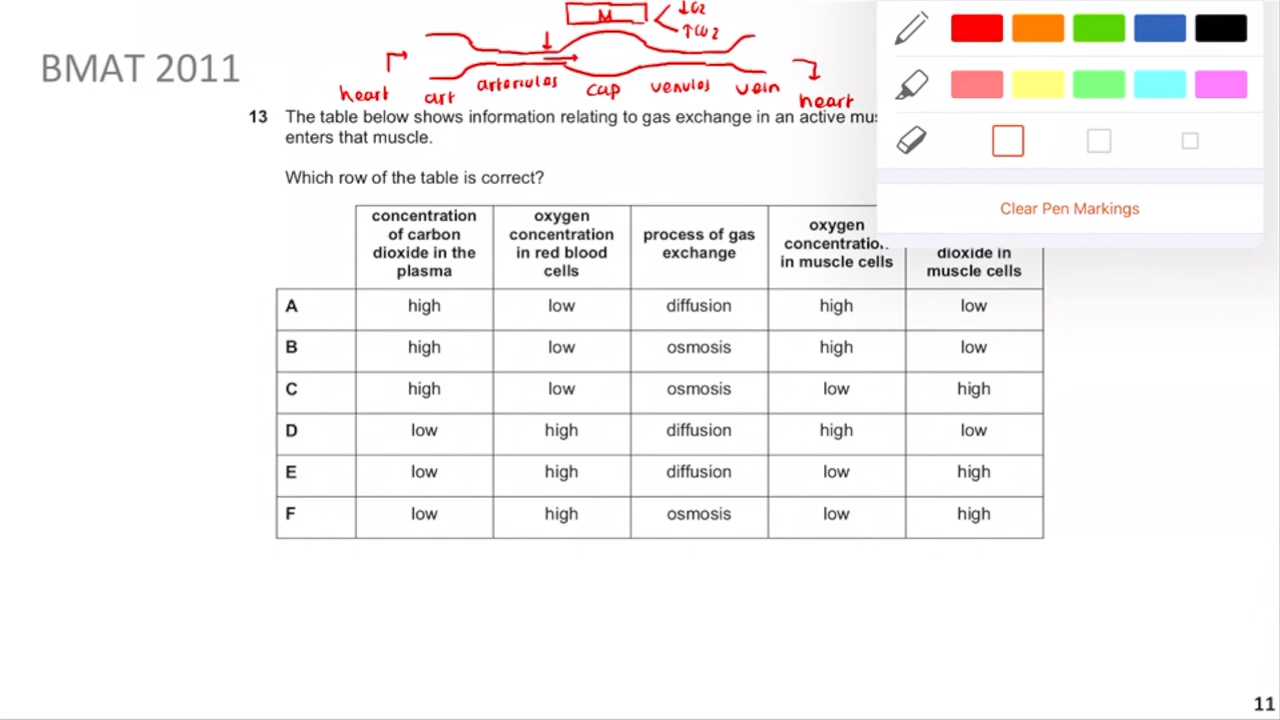 M
↓O2
↑CO2
BMAT 2011
heart
art
arterioles
cap
venules
vein
heart
13 The table below shows information relating to gas exchange in an active
enters that muscle.
Which row of the table is correct?
concentration of carbon dioxide in the plasma
oxygen concentration in red blood cells
process of gas exchange
oxygen concentration in muscle cells
dioxide in muscle cells
A high low diffusion high low
B high low osmosis high low
C high low osmosis low high
D low high diffusion high low
E low high diffusion low high
F low high osmosis low high
Clear Pen Markings
11